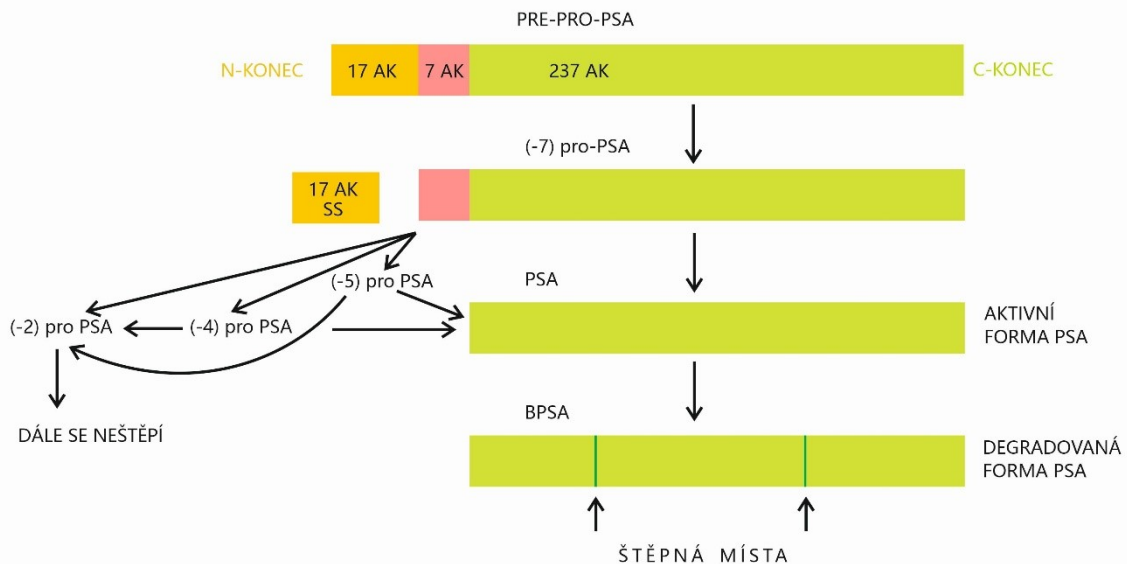 PRE-PRO-PSA
N-KONEC
17 AK
7 AK
237 AK
C-KONEC
(-7) pro-PSA
17 AK
SS
(-5) pro PSA
PSA
(-2) pro PSA
(-4) pro PSA
AKTIVNÍ
FORMA PSA
DÁLE SE NEŠTĚPÍ
BPSA
DEGRADOVANÁ
FORMA PSA
ŠTĚPNÁ MÍSTA